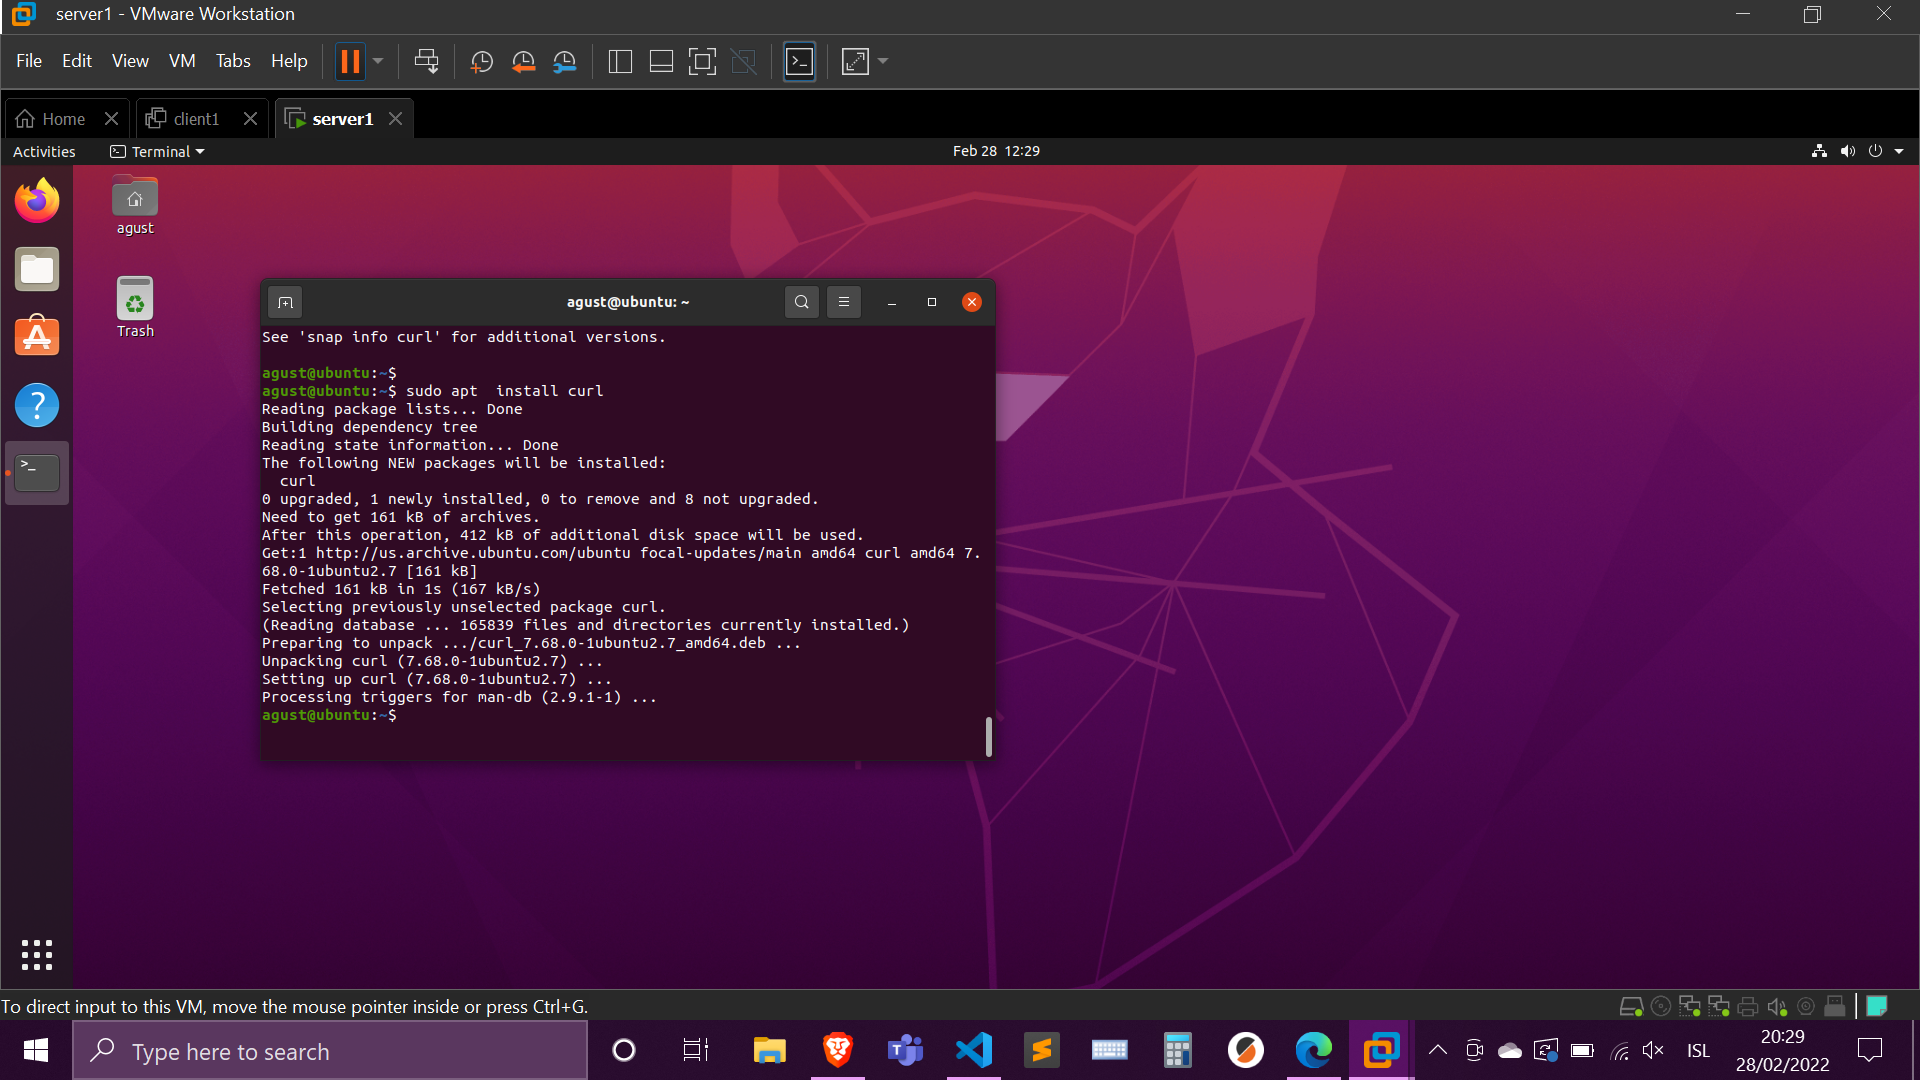 server1 - VMware Workstation
File Edit View VM Tabs Help
Home client1 server1
Activities Terminal Feb 28 12:29
agust
Trash
agust@ubuntu: ~
See 'snap info curl' for additional versions.
agust@ubuntu:~$
agust@ubuntu:~$ sudo apt  install curl
Reading package lists... Done
Building dependency tree
Reading state information... Done
The following NEW packages will be installed:
  curl
0 upgraded, 1 newly installed, 0 to remove and 8 not upgraded.
Need to get 161 kB of archives.
After this operation, 412 kB of additional disk space will be used.
Get:1 http://us.archive.ubuntu.com/ubuntu focal-updates/main amd64 curl amd64 7.
68.0-1ubuntu2.7 [161 kB]
Fetched 161 kB in 1s (167 kB/s)
Selecting previously unselected package curl.
(Reading database ... 165839 files and directories currently installed.)
Preparing to unpack .../curl_7.68.0-1ubuntu2.7_amd64.deb ...
Unpacking curl (7.68.0-1ubuntu2.7) ...
Setting up curl (7.68.0-1ubuntu2.7) ...
Processing triggers for man-db (2.9.1-1) ...
agust@ubuntu:~$
To direct input to this VM, move the mouse pointer inside or press Ctrl+G.
Type here to search
ISL
20:29
28/02/2022